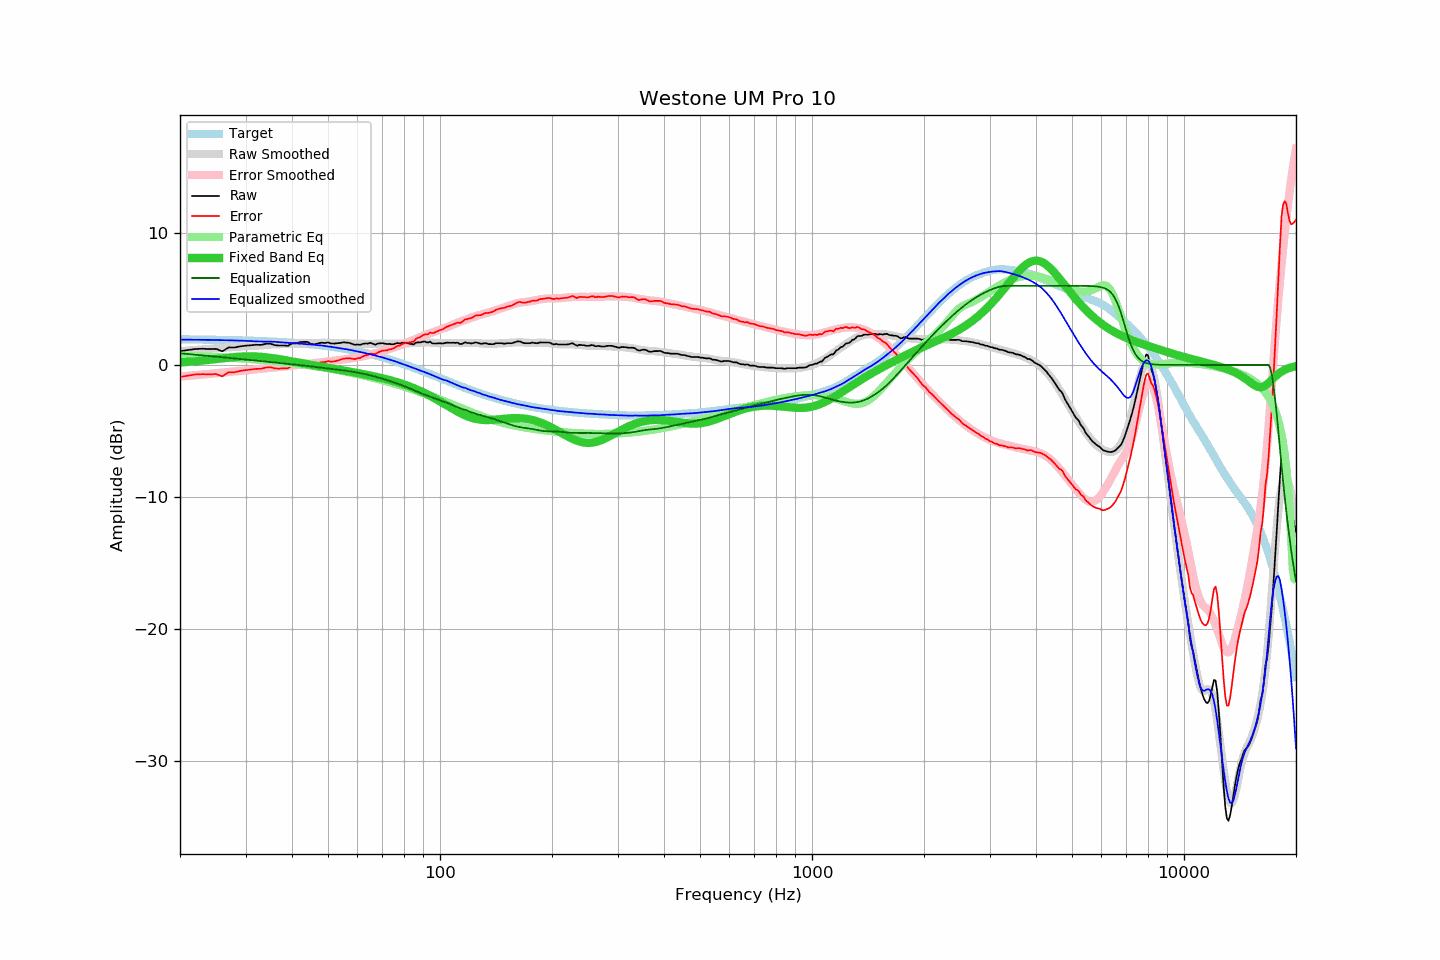 Westone UM Pro 10
Target
Raw Smoothed
Error Smoothed
Raw
Error
Parametric Eq
Fixed Band Eq
Equalization
Equalized smoothed
10
0
−10
−20
−30
Amplitude (dBr)
100
1000
10000
Frequency (Hz)